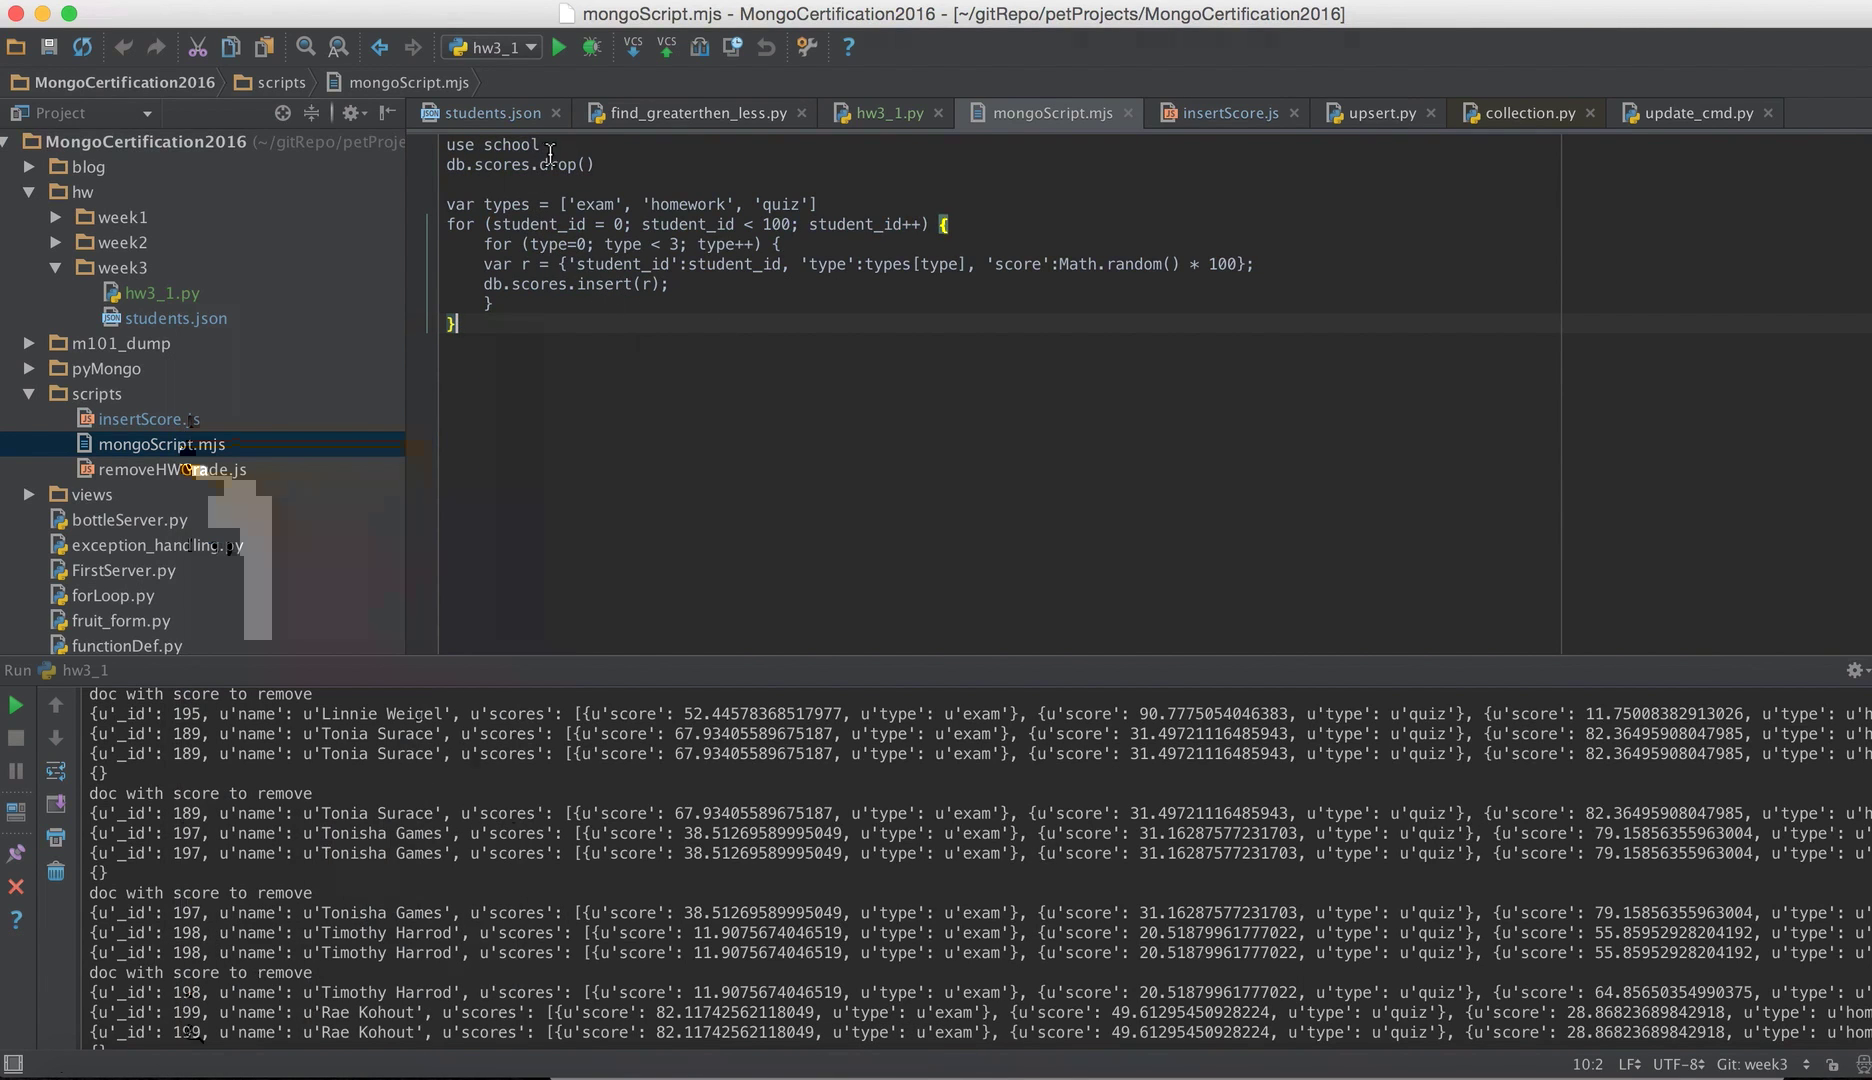 mongoScript.mjs - MongoCertification2016 - [~/gitRepo/petProjects/MongoCertification2016]
hw3_1
VCS
VCS
?
MongoCertification2016
scripts
mongoScript.mjs
Project
students.json
find_greaterthen_less.py
hw3_1.py
mongoScript.mjs
insertScore.js
upsert.py
collection.py
update_cmd.py
MongoCertification2016 (~/gitRepo/petProje
blog
hw
week1
week2
week3
hw3_1.py
students.json
m101_dump
pyMongo
scripts
insertScore.js
mongoScript.mjs
removeHWGrade.js
views
bottleServer.py
exception_handling.py
FirstServer.py
forLoop.py
fruit_form.py
functionDef.py
use school
db.scores.drop()
var types = ['exam', 'homework', 'quiz']
for (student_id = 0; student_id < 100; student_id++) {
for (type=0; type < 3; type++) {
var r = {'student_id':student_id, 'type':types[type], 'score':Math.random() * 100};
db.scores.insert(r);
}
}
Run hw3_1
doc with score to remove
{u'_id': 195, u'name': u'Linnie Weigel', u'scores': [{u'score': 52.44578368517977, u'type': u'exam'}, {u'score': 90.7775054046383, u'type': u'quiz'}, {u'score': 11.75008382913026, u'type': u'h
{u'_id': 189, u'name': u'Tonia Surace', u'scores': [{u'score': 67.93405589675187, u'type': u'exam'}, {u'score': 31.49721116485943, u'type': u'quiz'}, {u'score': 82.36495908047985, u'type': u'ho
{u'_id': 189, u'name': u'Tonia Surace', u'scores': [{u'score': 67.93405589675187, u'type': u'exam'}, {u'score': 31.49721116485943, u'type': u'quiz'}, {u'score': 82.36495908047985, u'type': u'ho
{}
doc with score to remove
{u'_id': 189, u'name': u'Tonia Surace', u'scores': [{u'score': 67.93405589675187, u'type': u'exam'}, {u'score': 31.49721116485943, u'type': u'quiz'}, {u'score': 82.36495908047985, u'type': u'ho
{u'_id': 197, u'name': u'Tonisha Games', u'scores': [{u'score': 38.51269589995049, u'type': u'exam'}, {u'score': 31.16287577231703, u'type': u'quiz'}, {u'score': 79.15856355963004, u'type': u'h
{u'_id': 197, u'name': u'Tonisha Games', u'scores': [{u'score': 38.51269589995049, u'type': u'exam'}, {u'score': 31.16287577231703, u'type': u'quiz'}, {u'score': 79.15856355963004, u'type': u'h
{}
doc with score to remove
{u'_id': 197, u'name': u'Tonisha Games', u'scores': [{u'score': 38.51269589995049, u'type': u'exam'}, {u'score': 31.16287577231703, u'type': u'quiz'}, {u'score': 79.15856355963004, u'type': u'h
{u'_id': 198, u'name': u'Timothy Harrod', u'scores': [{u'score': 11.9075674046519, u'type': u'exam'}, {u'score': 20.51879961777022, u'type': u'quiz'}, {u'score': 55.85952928204192, u'type': u'h
{u'_id': 198, u'name': u'Timothy Harrod', u'scores': [{u'score': 11.9075674046519, u'type': u'exam'}, {u'score': 20.51879961777022, u'type': u'quiz'}, {u'score': 55.85952928204192, u'type': u'h
doc with score to remove
{u'_id': 198, u'name': u'Timothy Harrod', u'scores': [{u'score': 11.9075674046519, u'type': u'exam'}, {u'score': 20.51879961777022, u'type': u'quiz'}, {u'score': 64.85650354990375, u'type': u'h
{u'_id': 199, u'name': u'Rae Kohout', u'scores': [{u'score': 82.11742562118049, u'type': u'exam'}, {u'score': 49.61295450928224, u'type': u'quiz'}, {u'score': 28.86823689842918, u'type': u'hom
{u'_id': 199, u'name': u'Rae Kohout', u'scores': [{u'score': 82.11742562118049, u'type': u'exam'}, {u'score': 49.61295450928224, u'type': u'quiz'}, {u'score': 28.86823689842918, u'type': u'hom
?
10:2 LF UTF-8 Git: week3